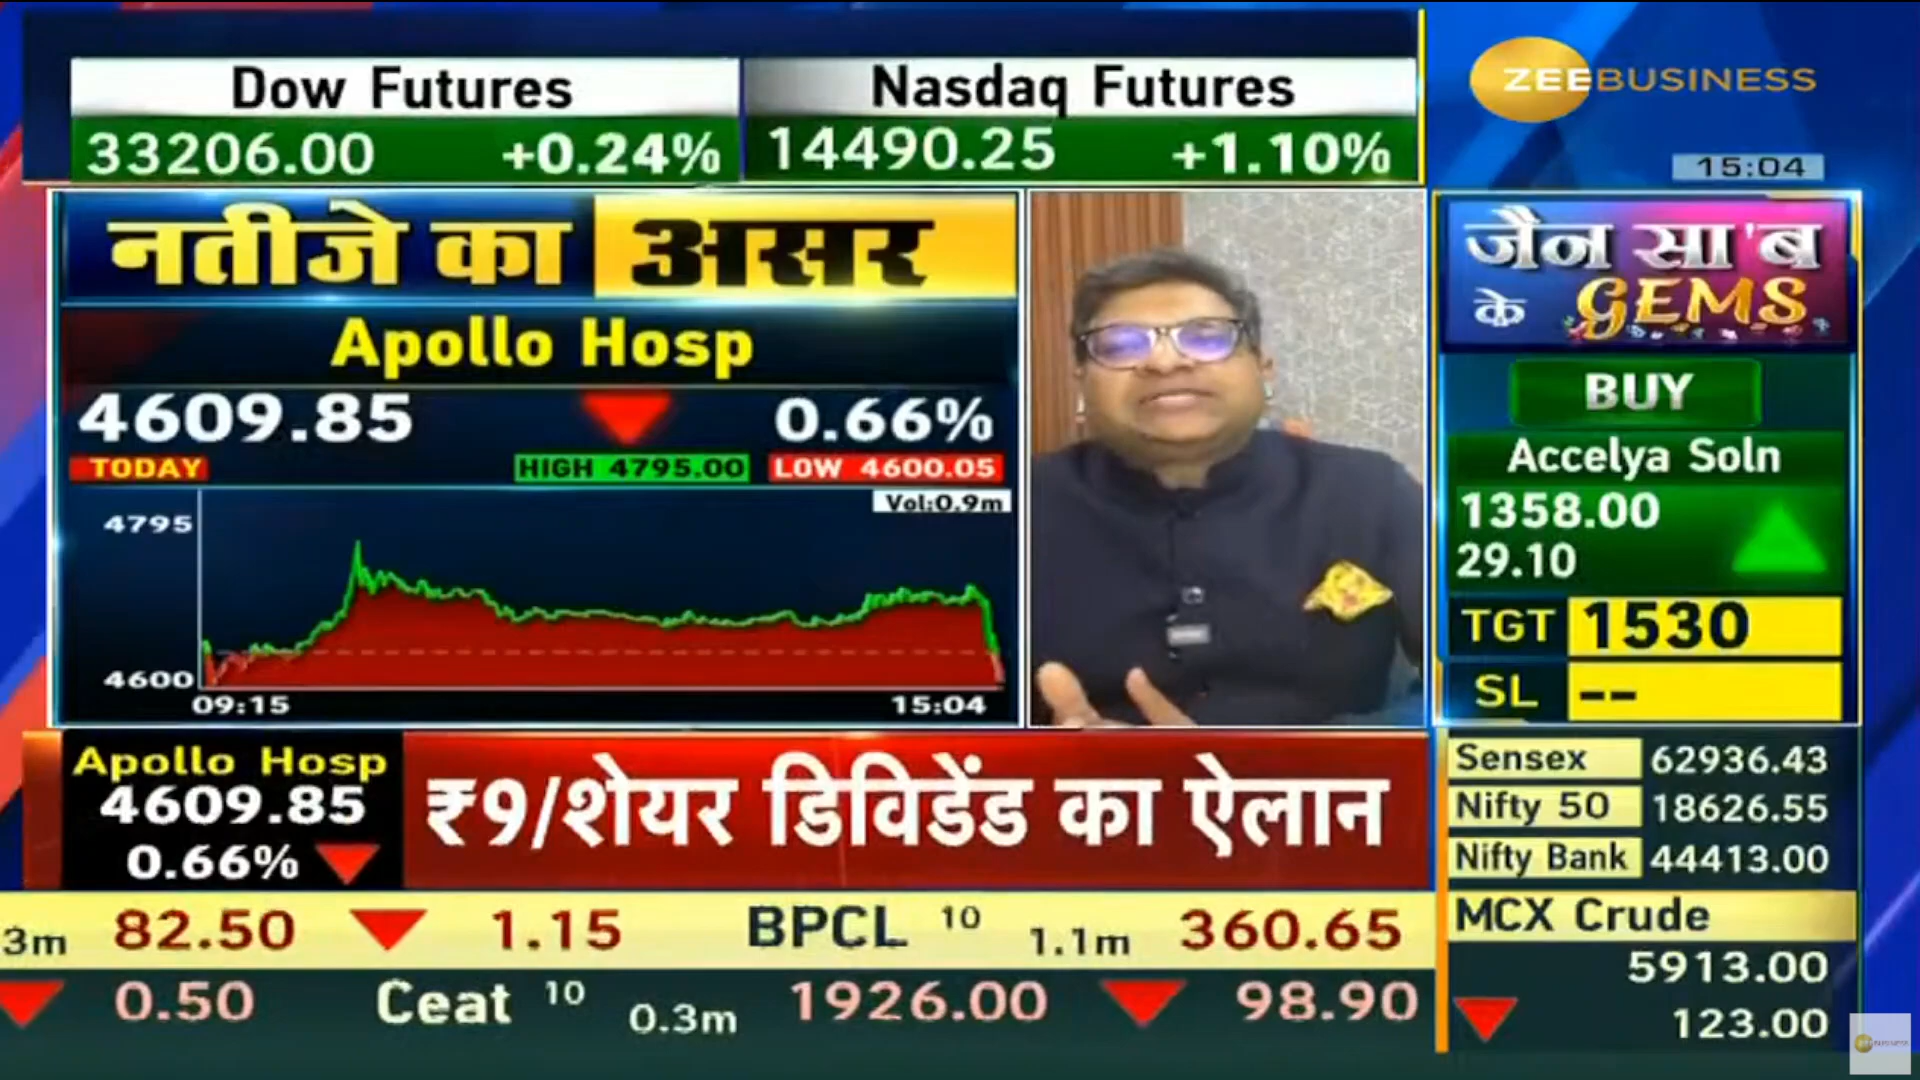 Dow Futures
33206.00 +0.24%
Nasdaq Futures
14490.25 +1.10%
ZEEBUSINESS
15:04
नतीजे का असर
Apollo Hosp
4609.85 0.66%
TODAY HIGH 4795.00 LOW 4600.05
Vol:0.9m
4795
4600
09:15 15:04
जैन सा'ब
के GEMS
BUY
Accelya Soln
1358.00
29.10
TGT 1530
SL --
Apollo Hosp
4609.85
0.66%
₹9/शेयर डिविडेंड का ऐलान
Sensex 62936.43
Nifty 50 18626.55
Nifty Bank 44413.00
MCX Crude
5913.00
123.00
3m 82.50 1.15 BPCL 10 1.1m 360.65
0.50 Ceat 10 0.3m 1926.00 98.90